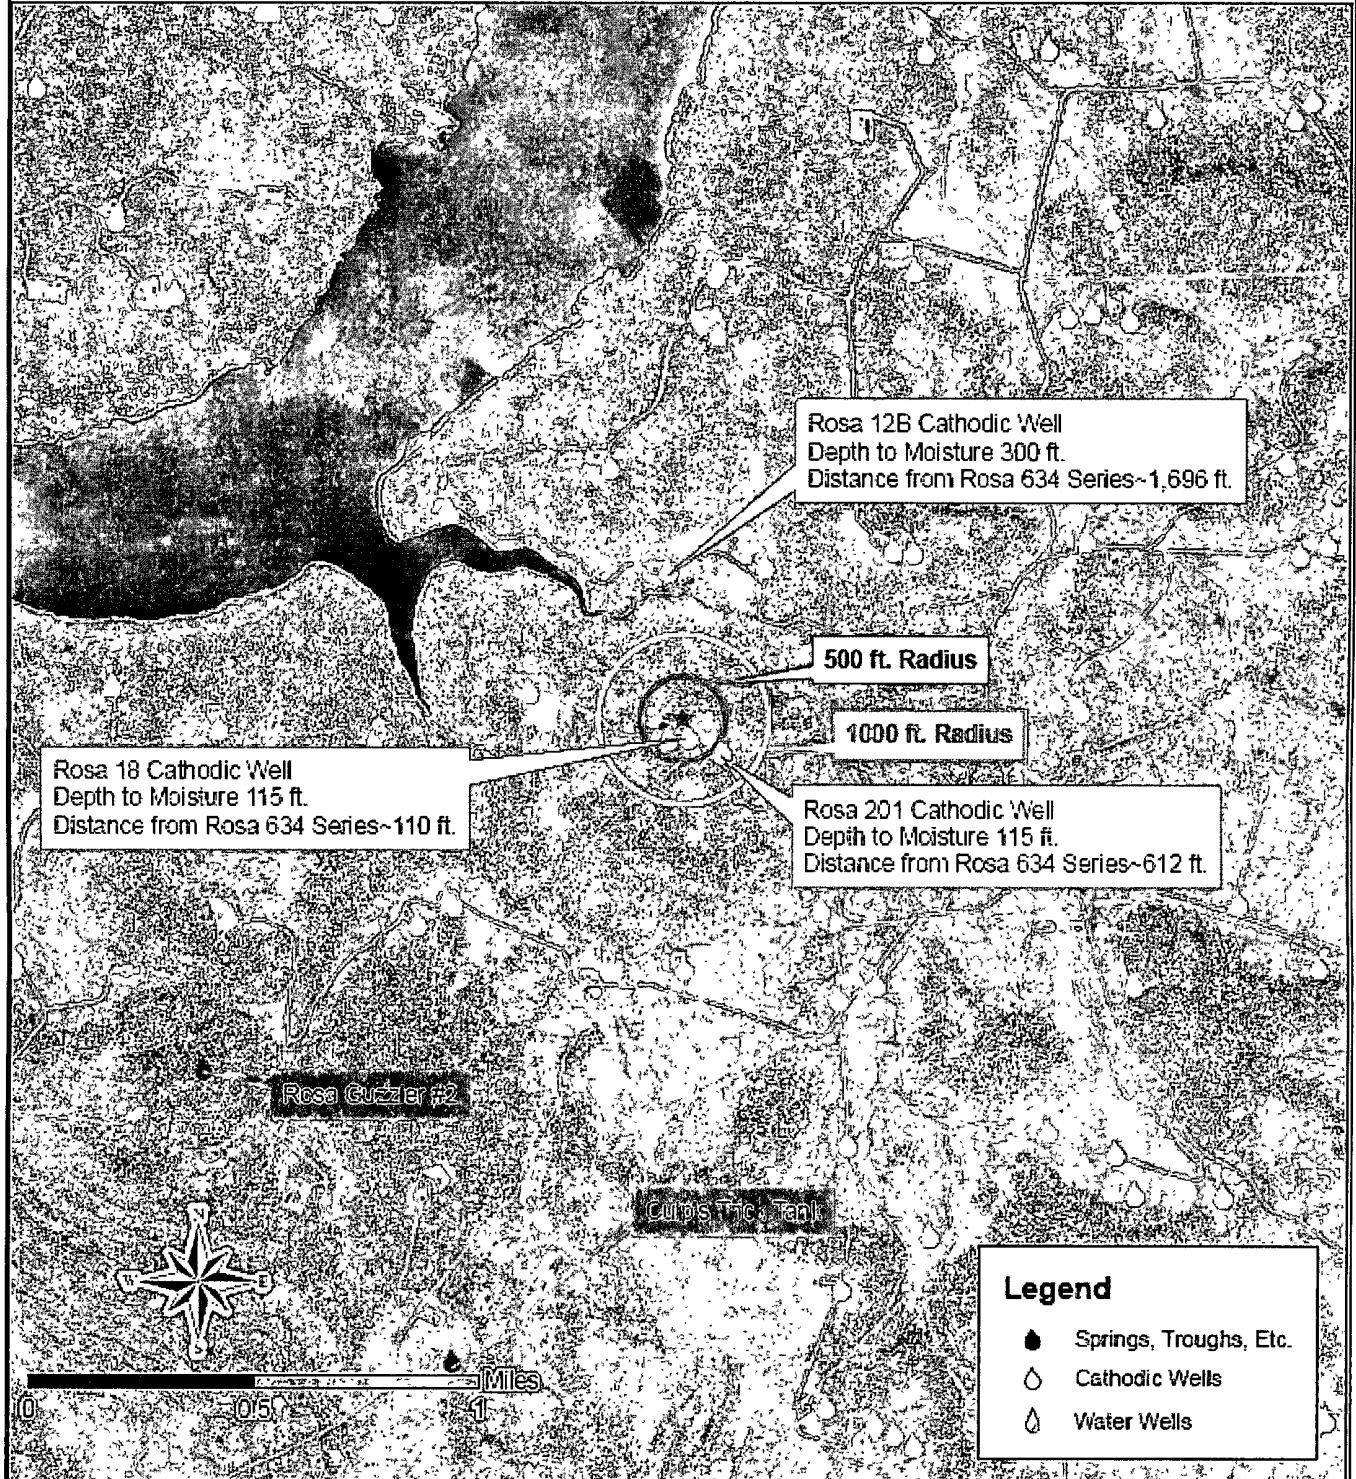 Rosa 12B Cathodic Well
Depth to Moisture 300 ft.
Distance from Rosa 634 Series~1,696 ft.
500 ft. Radius
1000 ft. Radius
Rosa 18 Cathodic Well
Depth to Moisture 115 ft.
Distance from Rosa 634 Series~110 ft.
Rosa 201 Cathodic Well
Depth to Moisture 115 ft.
Distance from Rosa 634 Series~612 ft.
Rosa Guzzler #2
Tank
N
W E
S
Miles
0 0.5 1
Legend
Springs, Troughs, Etc.
Cathodic Wells
Water Wells